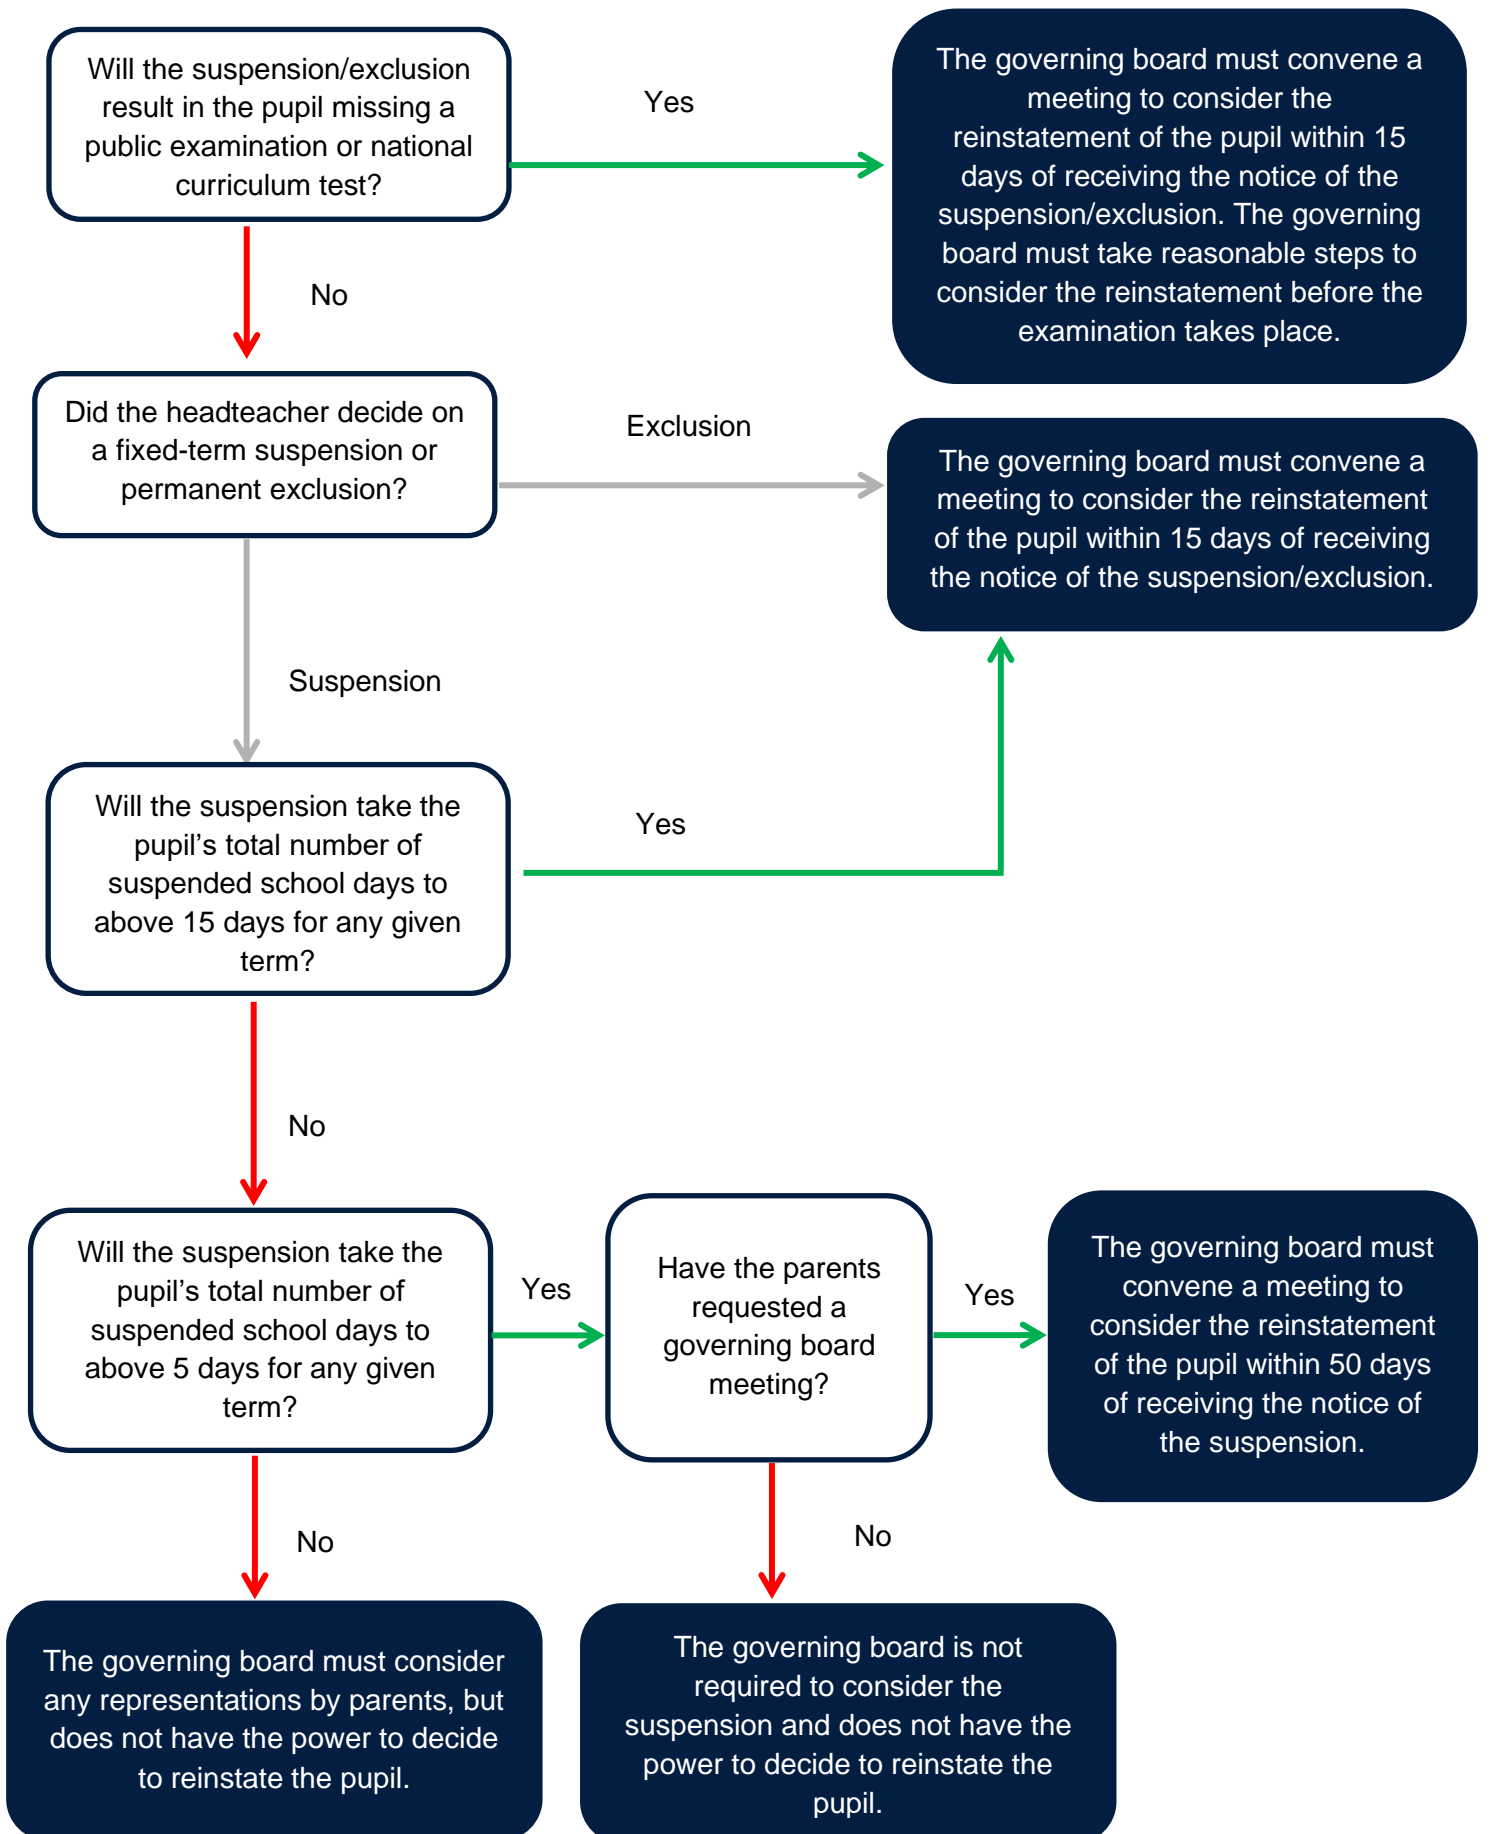 Will the suspension/exclusion
result in the pupil missing a
public examination or national
curriculum test?
Yes
The governing board must convene a
meeting to consider the
reinstatement of the pupil within 15
days of receiving the notice of the
suspension/exclusion. The governing
board must take reasonable steps to
consider the reinstatement before the
examination takes place.
No
Did the headteacher decide on
a fixed-term suspension or
permanent exclusion?
Exclusion
The governing board must convene a
meeting to consider the reinstatement
of the pupil within 15 days of receiving
the notice of the suspension/exclusion.
Suspension
Will the suspension take the
pupil’s total number of
suspended school days to
above 15 days for any given
term?
Yes
No
Will the suspension take the
pupil’s total number of
suspended school days to
above 5 days for any given
term?
Yes
Have the parents
requested a
governing board
meeting?
Yes
The governing board must
convene a meeting to
consider the reinstatement
of the pupil within 50 days
of receiving the notice of
the suspension.
No
No
The governing board must consider
any representations by parents, but
does not have the power to decide
to reinstate the pupil.
The governing board is not
required to consider the
suspension and does not have the
power to decide to reinstate the
pupil.